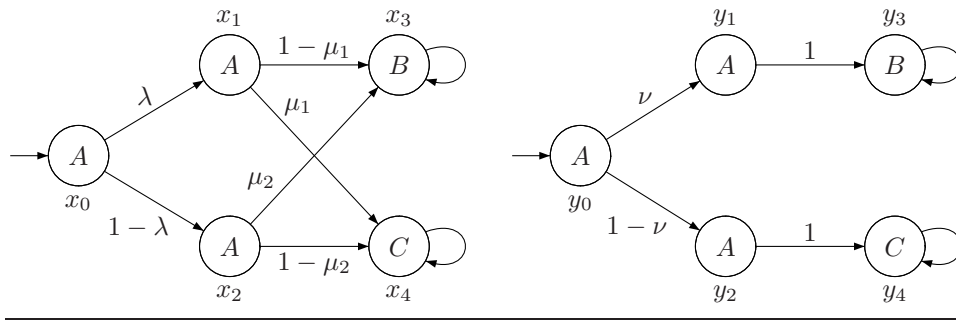 x₁ x₃ y₁ y₃
A 1 − μ₁ B A 1 B
λ μ₁ ν
A A
x₀ μ₂ y₀
1 − λ 1 − ν
A 1 − μ₂ C A 1 C
x₂ x₄ y₂ y₄